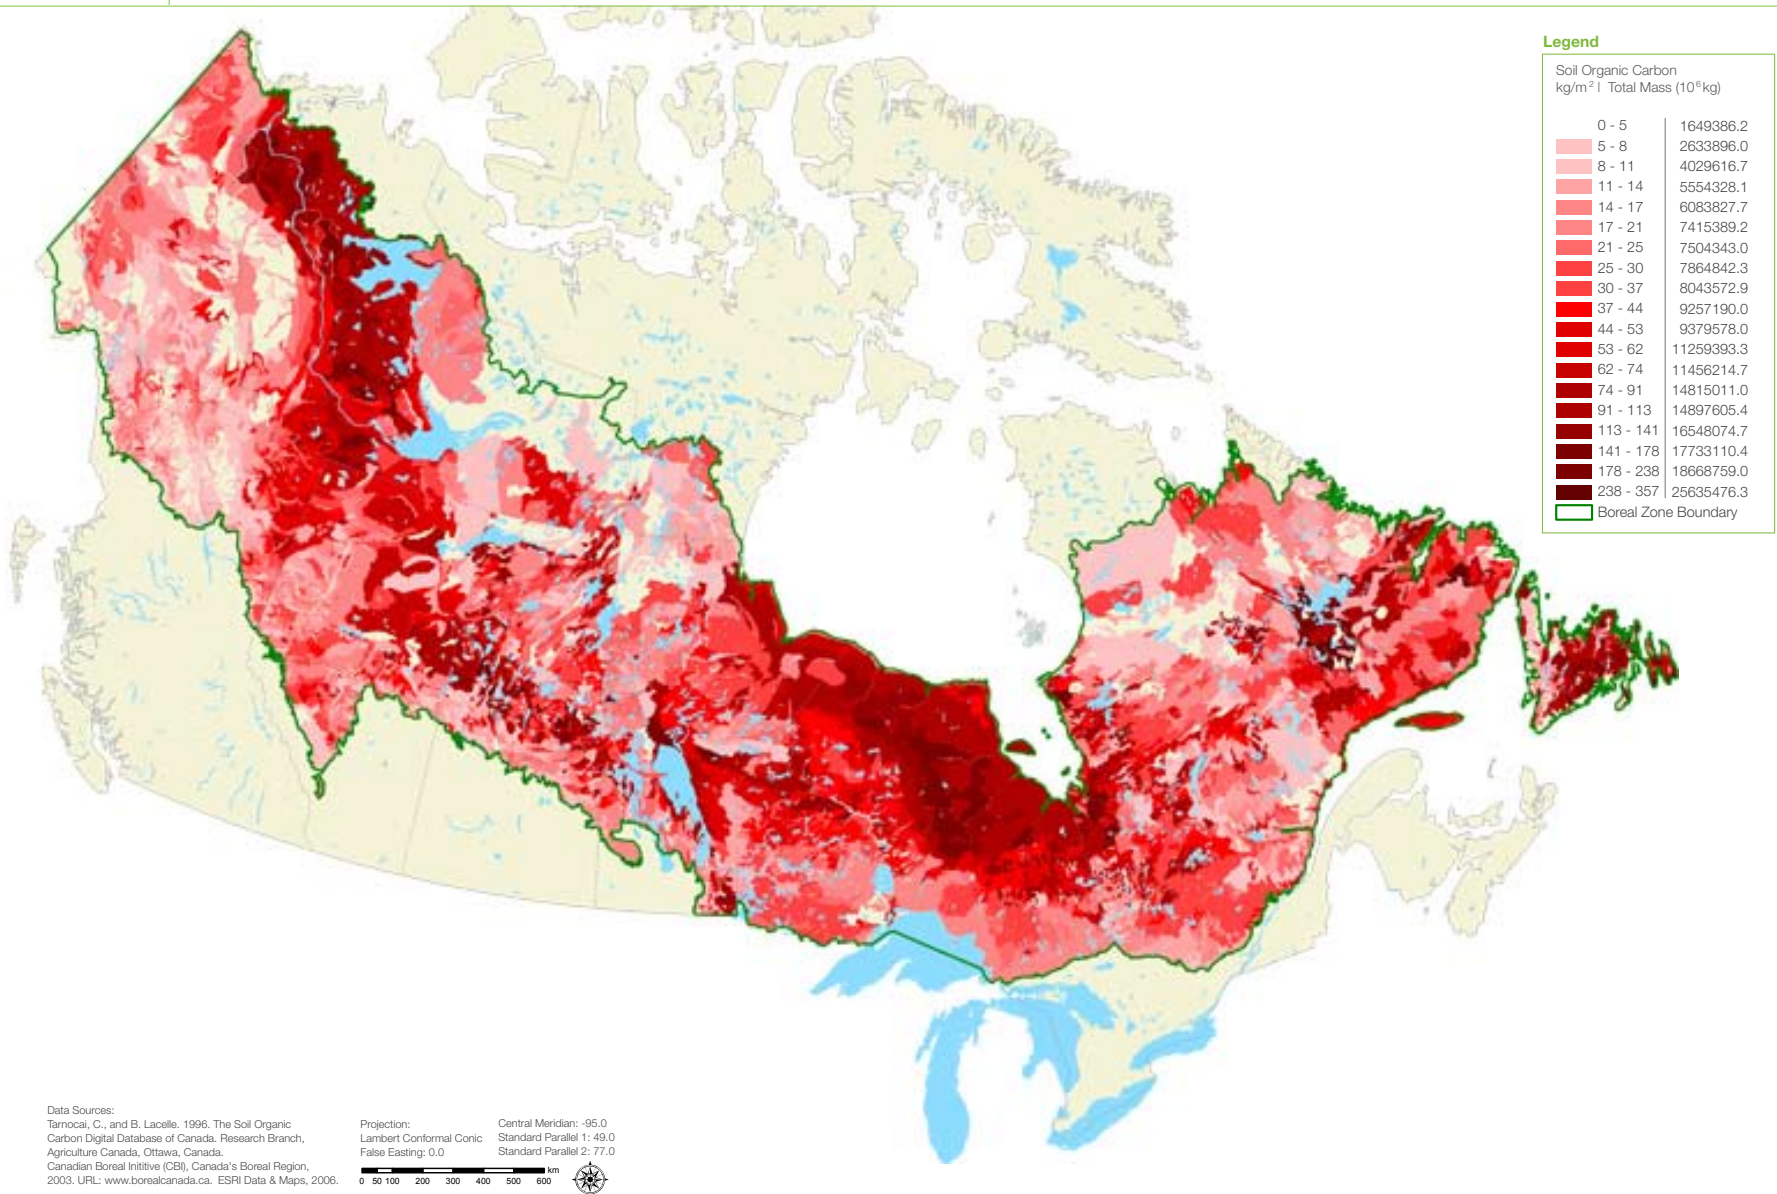 Legend
Soil Organic Carbon
kg/m² | Total Mass (10⁶kg)
0 - 5 | 1649386.2
5 - 8 | 2633896.0
8 - 11 | 4029616.7
11 - 14 | 5554328.1
14 - 17 | 6083827.7
17 - 21 | 7415389.2
21 - 25 | 7504343.0
25 - 30 | 7864842.3
30 - 37 | 8043572.9
37 - 44 | 9257190.0
44 - 53 | 9379578.0
53 - 62 | 11259393.3
62 - 74 | 11456214.7
74 - 91 | 14815011.0
91 - 113 | 14897605.4
113 - 141 | 16548074.7
141 - 178 | 17733110.4
178 - 238 | 18668759.0
238 - 357 | 25635476.3
Boreal Zone Boundary
Data Sources:
Tarnocai, C., and B. Lacelle. 1996. The Soil Organic
Carbon Digital Database of Canada. Research Branch,
Agriculture Canada, Ottawa, Canada.
Canadian Boreal Inititive (CBI), Canada's Boreal Region,
2003. URL: www.borealcanada.ca. ESRI Data & Maps, 2006.
Projection:
Lambert Conformal Conic
False Easting: 0.0
Central Meridian: -95.0
Standard Parallel 1: 49.0
Standard Parallel 2: 77.0
km
0 50 100 200 300 400 500 600